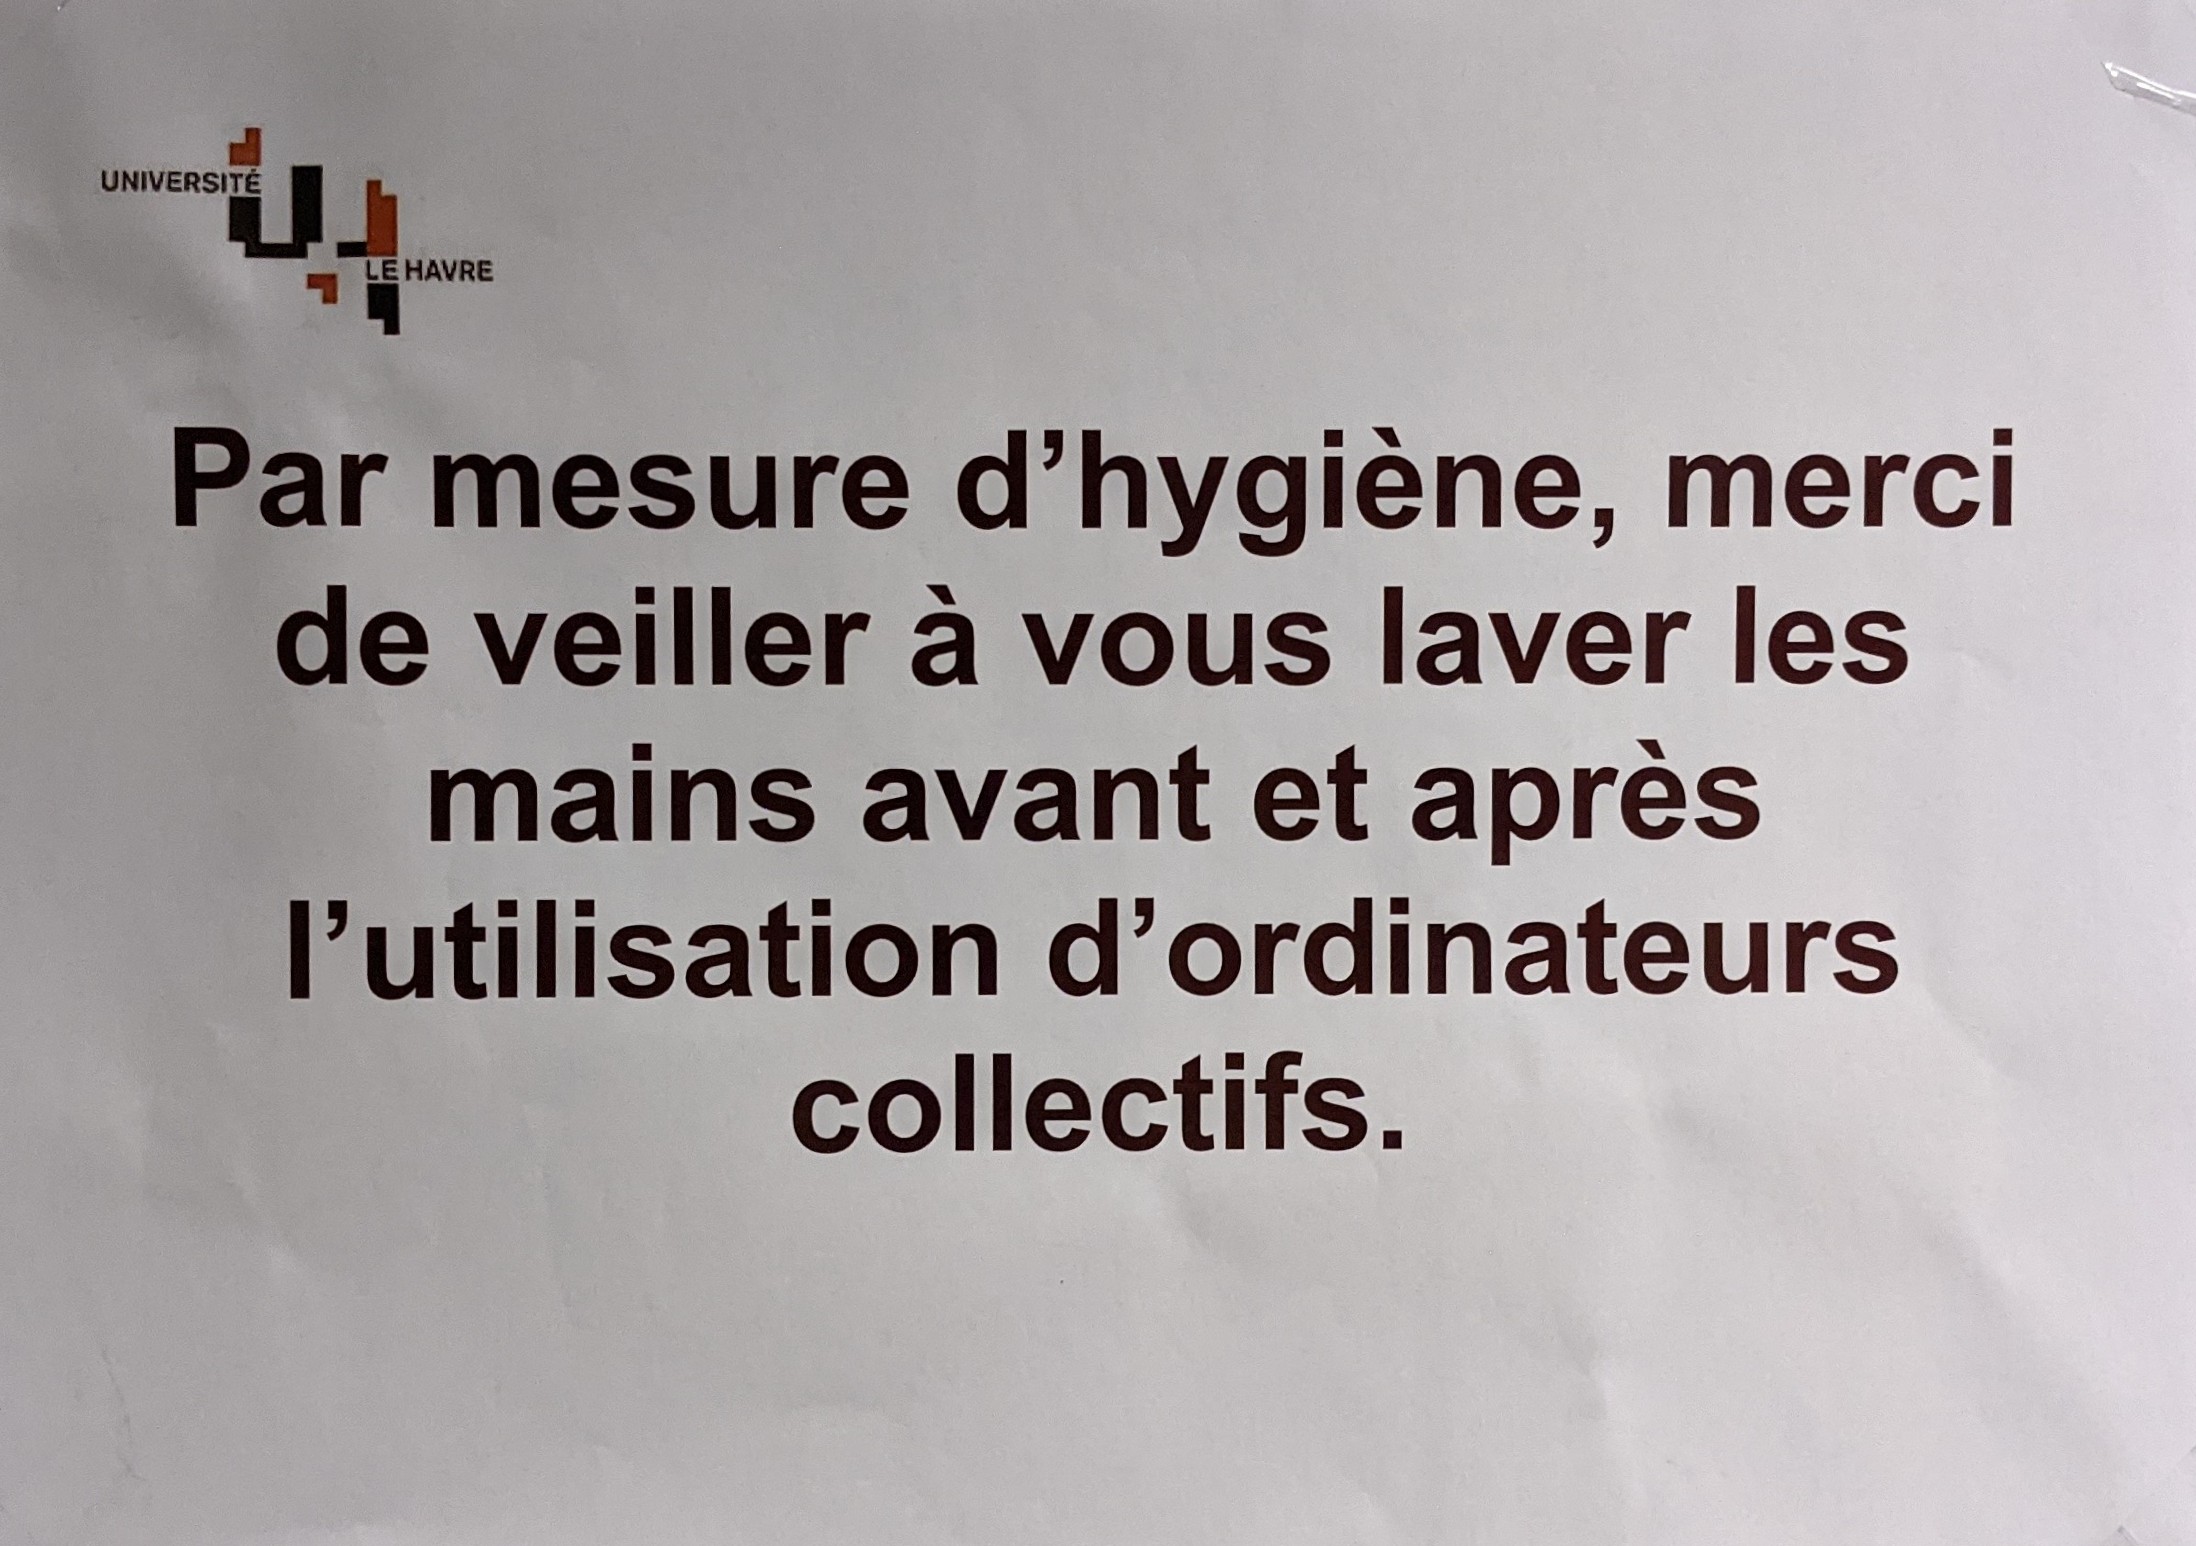 UNIVERSITÉ
LE HAVRE
Par mesure d’hygiène, merci
de veiller à vous laver les
mains avant et après
l’utilisation d’ordinateurs
collectifs.